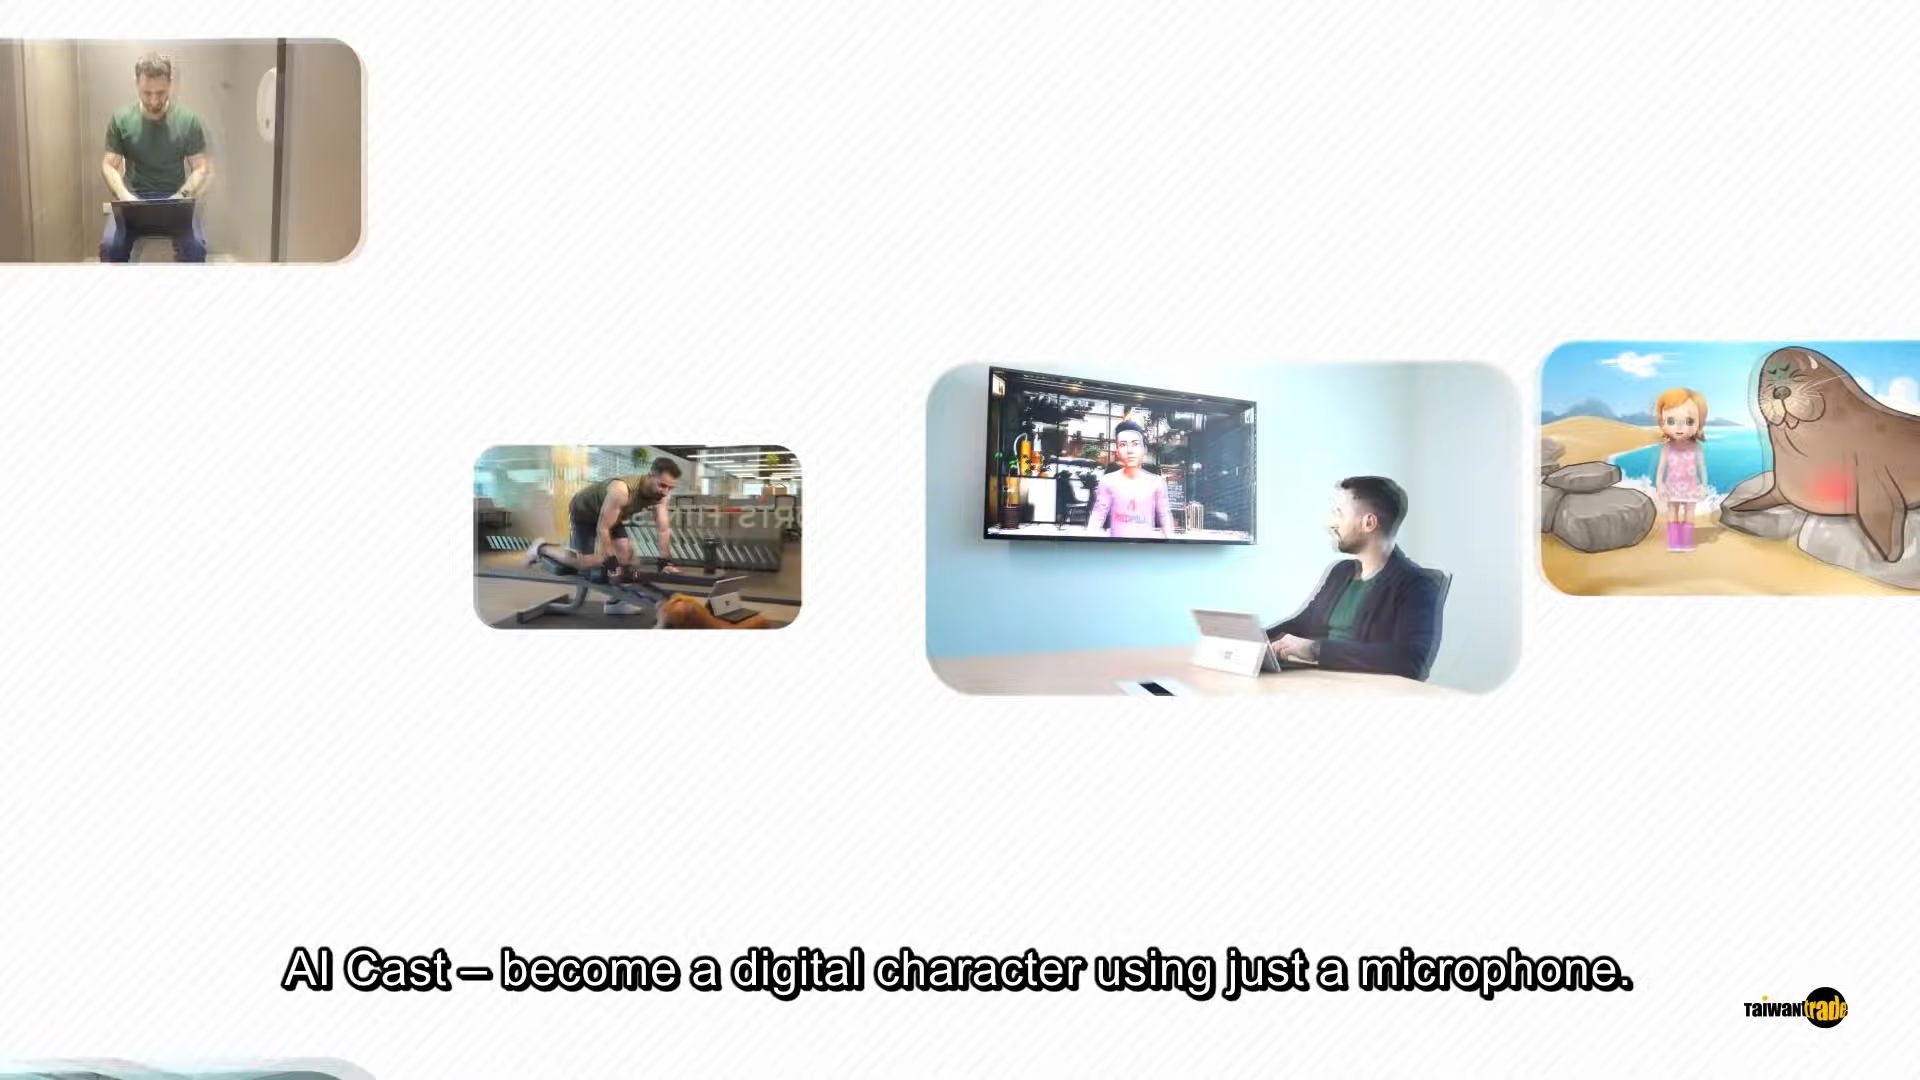 AI Cast – become a digital character using just a microphone.
Taiwantrade